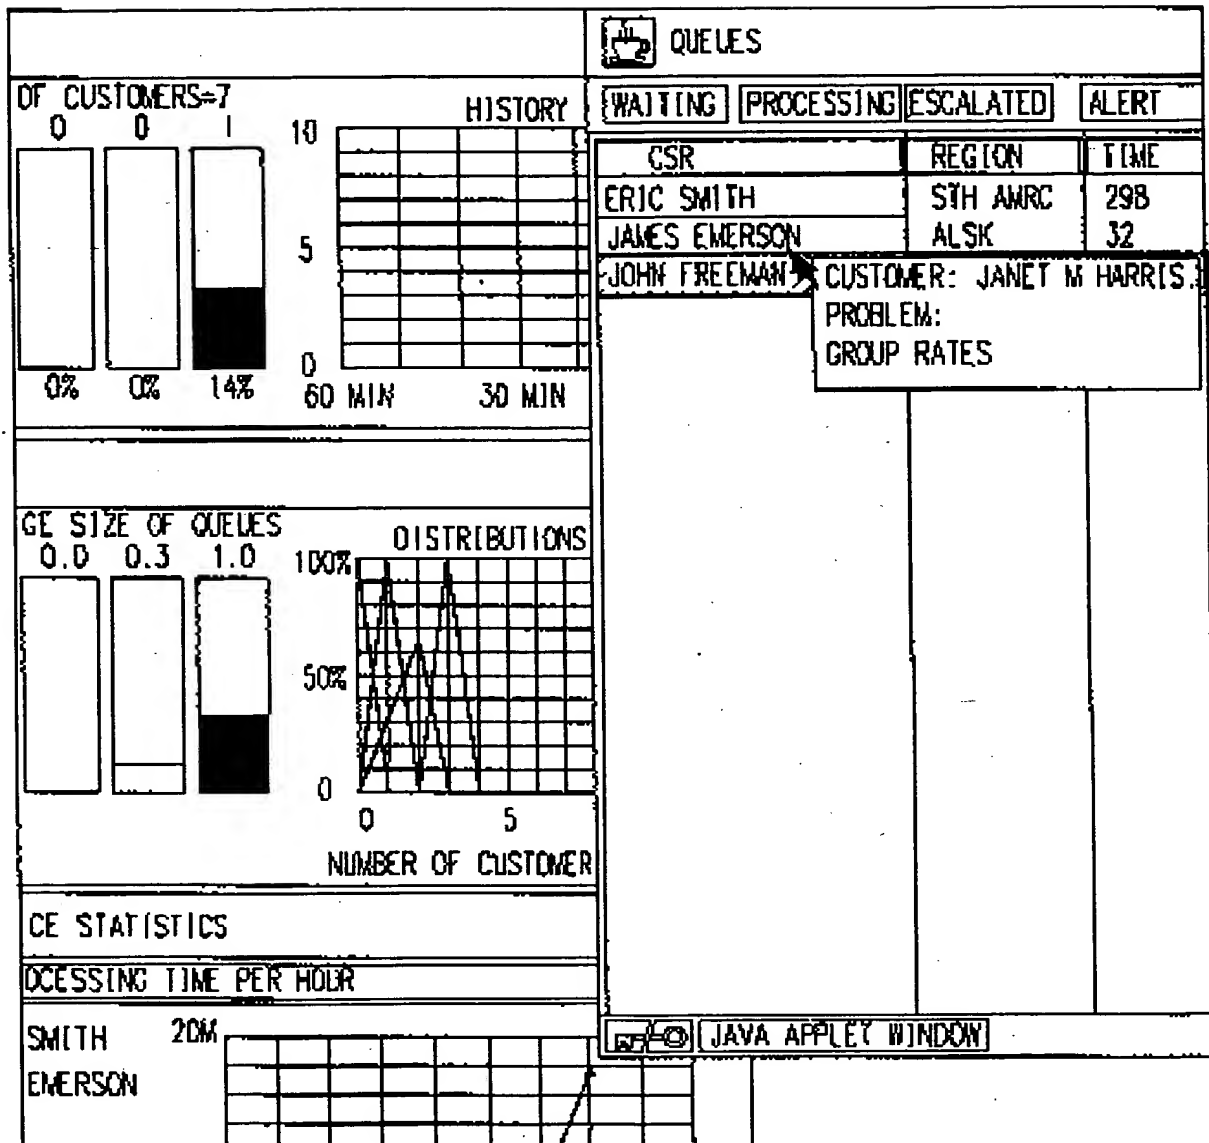 OF CUSTOMERS=7
0 0 1
HISTORY
10
5
0
0% 0% 14%
60 MIN 30 MIN
GE SIZE OF QUEUES
0.0 0.3 1.0
DISTRIBUTIONS
100%
50%
0
0 5
NUMBER OF CUSTOMER
CE STATISTICS
OCESSING TIME PER HOUR
SMITH
EMERSON
20M
QUEUES
WAITING PROCESSING ESCALATED ALERT
CSR REGION TIME
ERIC SMITH STH AMRC 298
JAMES EMERSON ALSK 32
JOHN FREEMAN
CUSTOMER: JANET M HARRIS.
PROBLEM:
GROUP RATES
JAVA APPLET WINDOW